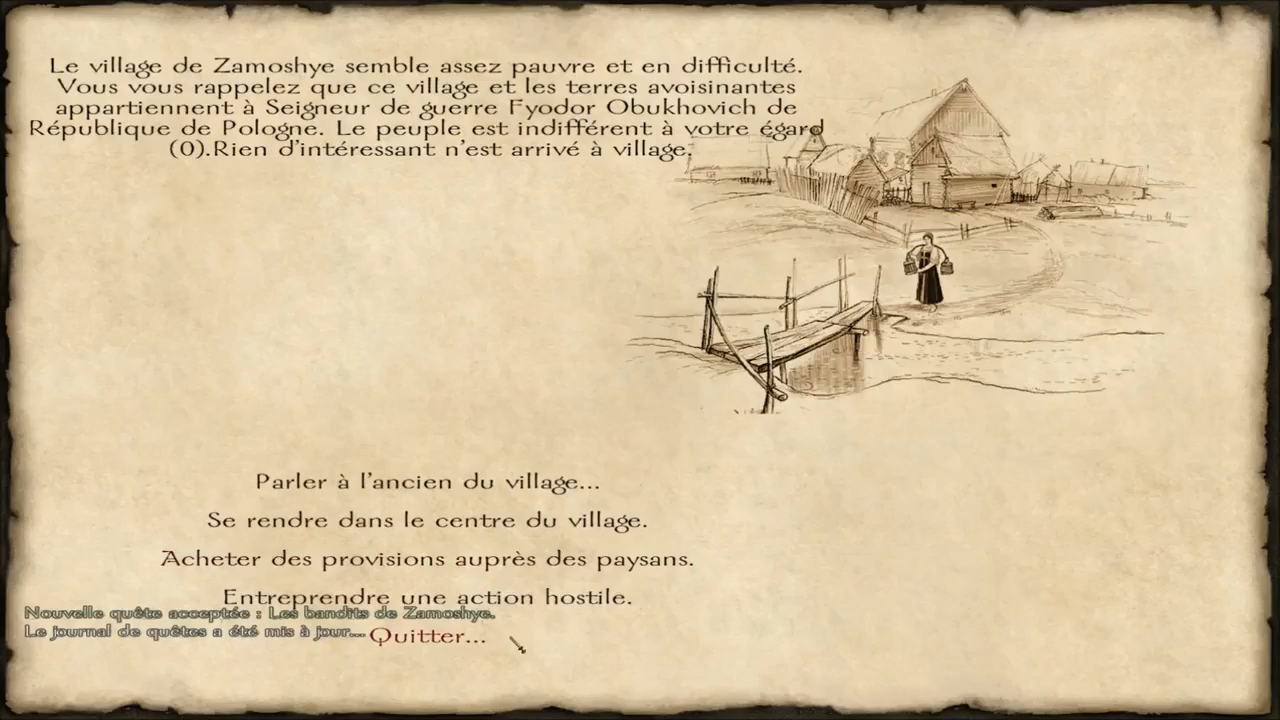 Le village de Zamoshye semble assez pauvre et en difficulté.
Vous vous rappelez que ce village et les terres avoisinantes
appartiennent à Seigneur de guerre Fyodor Obukhovich de
République de Pologne. Le peuple est indifférent à votre égard
(0).Rien d'intéressant n'est arrivé à village.
Parler à l'ancien du village...
Se rendre dans le centre du village.
Acheter des provisions auprès des paysans.
Entreprendre une action hostile.
Nouvelle quête acceptée : Les bandits de Zamoshye.
Le journal de quêtes a été mis à jour...
Quitter...